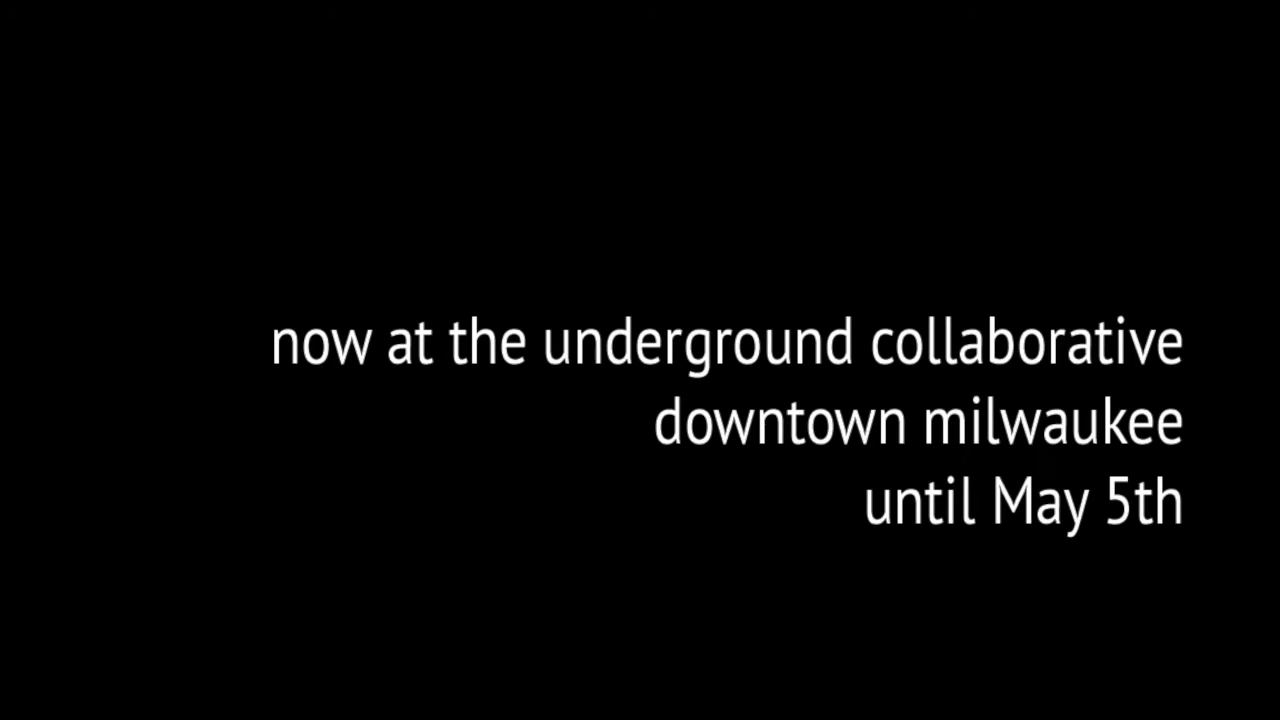 now at the underground collaborative
downtown milwaukee
until May 5th